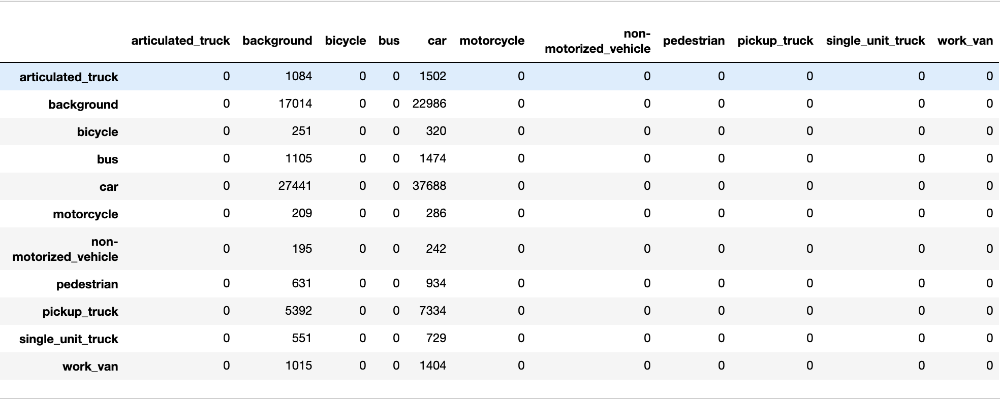 articulated_truck background bicycle bus car motorcycle non-motorized_vehicle pedestrian pickup_truck single_unit_truck work_van
articulated_truck 0 1084 0 0 1502 0 0 0 0 0 0
background 0 17014 0 0 22986 0 0 0 0 0 0
bicycle 0 251 0 0 320 0 0 0 0 0 0
bus 0 1105 0 0 1474 0 0 0 0 0 0
car 0 27441 0 0 37688 0 0 0 0 0 0
motorcycle 0 209 0 0 286 0 0 0 0 0 0
non-motorized_vehicle 0 195 0 0 242 0 0 0 0 0 0
pedestrian 0 631 0 0 934 0 0 0 0 0 0
pickup_truck 0 5392 0 0 7334 0 0 0 0 0 0
single_unit_truck 0 551 0 0 729 0 0 0 0 0 0
work_van 0 1015 0 0 1404 0 0 0 0 0 0